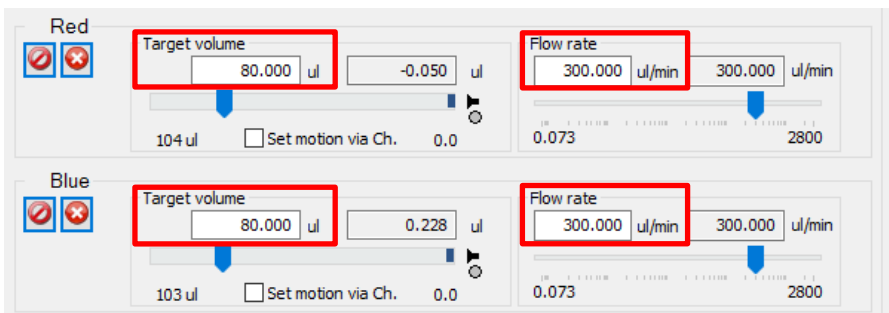 Red
Target volume Flow rate
80.000 ul -0.050 ul 300.000 ul/min 300.000 ul/min
104 ul Set motion via Ch. 0.0 0.073 2800
Blue
Target volume Flow rate
80.000 ul 0.228 ul 300.000 ul/min 300.000 ul/min
103 ul Set motion via Ch. 0.0 0.073 2800